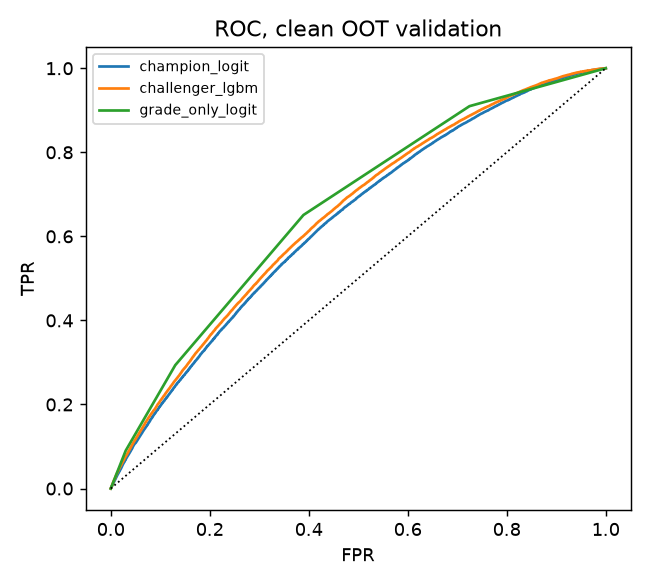 ROC, clean OOT validation
champion_logit
challenger_lgbm
grade_only_logit
1.0
0.8
0.6
0.4
0.2
0.0
TPR
0.0 0.2 0.4 0.6 0.8 1.0
FPR